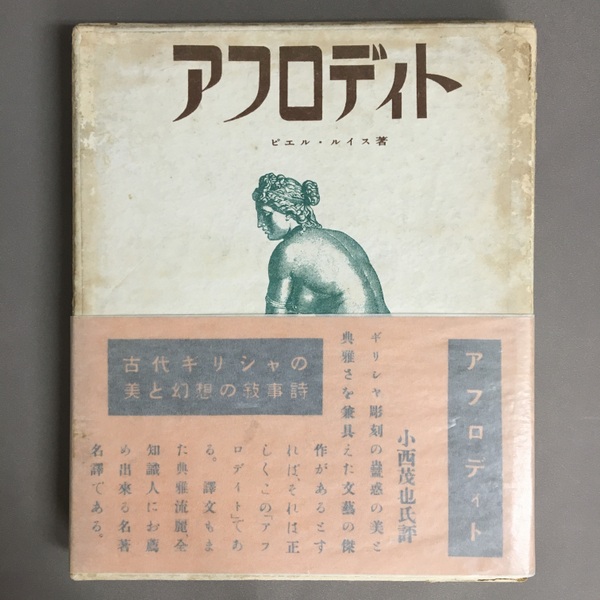 アフロディト
ピエル・ルイス著
アフロディト
小西茂也氏評
ギリシャ彫刻の蠱惑の美と
典雅さを兼具えた文藝の傑
作があるとす
れば、それは正
しくこの「アフ
ロデイト」であ
る。譯文もま
た典雅流麗、全
知識人にお薦
め出來る名著
名譯である。
古代ギリシャの
美と幻想の敍事詩